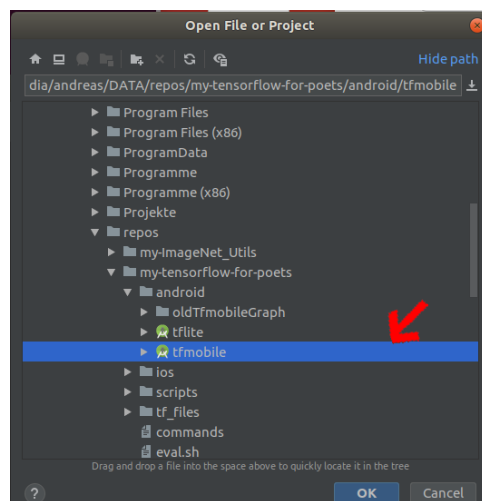 Open File or Project
Hide path
dia/andreas/DATA/repos/my-tensorflow-for-poets/android/tfmobile
Program Files
Program Files (x86)
ProgramData
Programme
Programme (x86)
Projekte
repos
my-ImageNet_Utils
my-tensorflow-for-poets
android
oldTfmobileGraph
tflite
tfmobile
ios
scripts
tf_files
commands
eval.sh
Drag and drop a file into the space above to quickly locate it in the tree
?
OK
Cancel